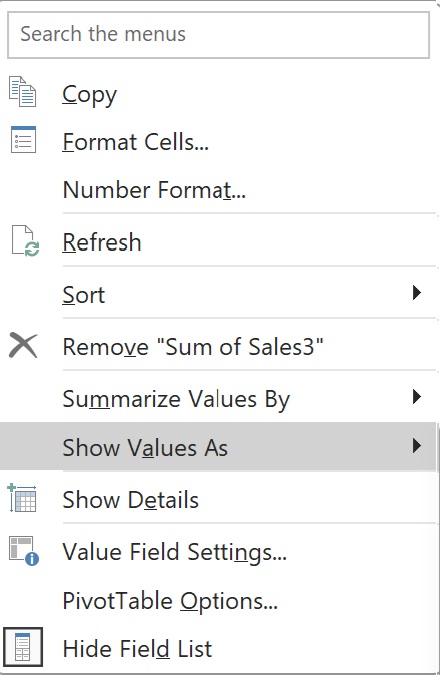 Search the menus
Copy
Format Cells...
Number Format...
Refresh
Sort
Remove "Sum of Sales3"
Summarize Values By
Show Values As
Show Details
Value Field Settings...
PivotTable Options...
Hide Field List